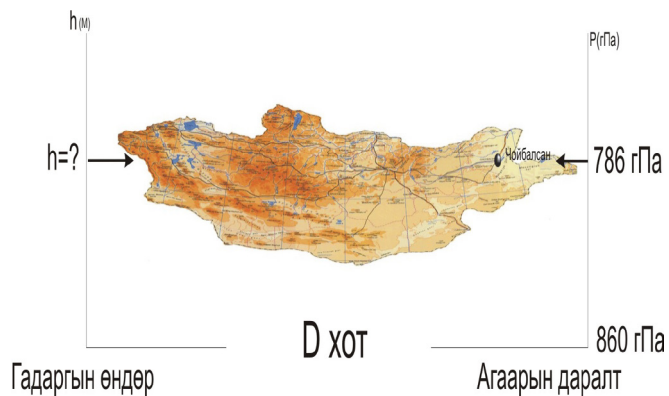 h (М)
P(гПа)
h=?
Чойбалсан
786 гПа
D хот
860 гПа
Гадаргын өндөр
Агаарын даралт